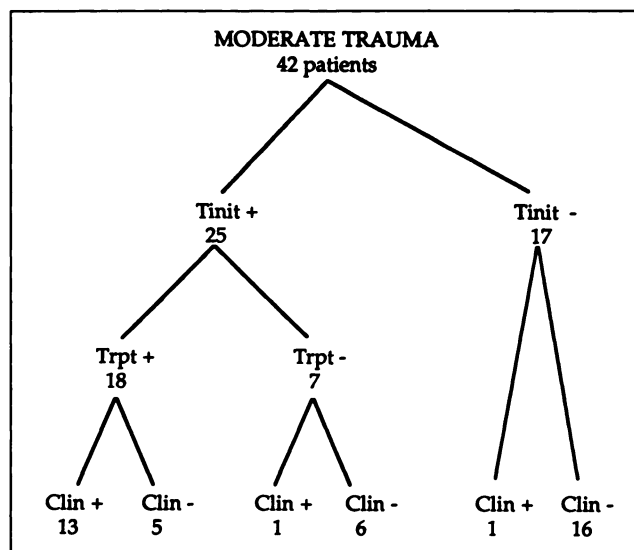 MODERATE TRAUMA
42 patients
Tinit + Tinit -
25 17
Trpt + Trpt -
18 7
Clin + Clin - Clin + Clin - Clin + Clin -
13 5 1 6 1 16